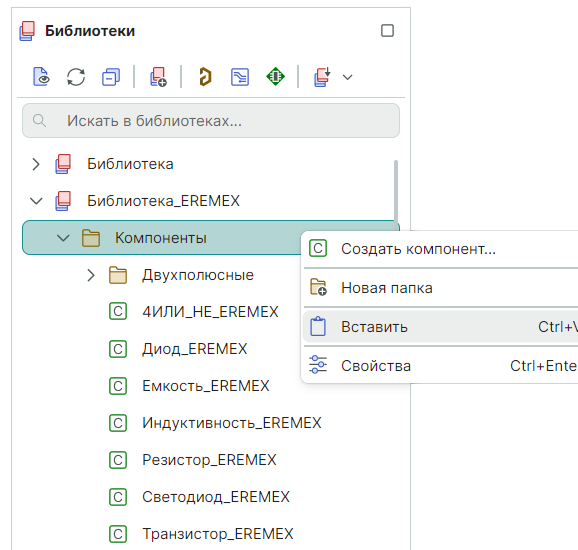 Библиотеки
Искать в библиотеках...
Библиотека
Библиотека_EREMEX
Компоненты
Создать компонент...
Двухполюсные
Новая папка
4ИЛИ_НЕ_EREMEX
Вставить Ctrl+V
Диод_EREMEX
Свойства Ctrl+Ente
Емкость_EREMEX
Индуктивность_EREMEX
Резистор_EREMEX
Светодиод_EREMEX
Транзистор_EREMEX